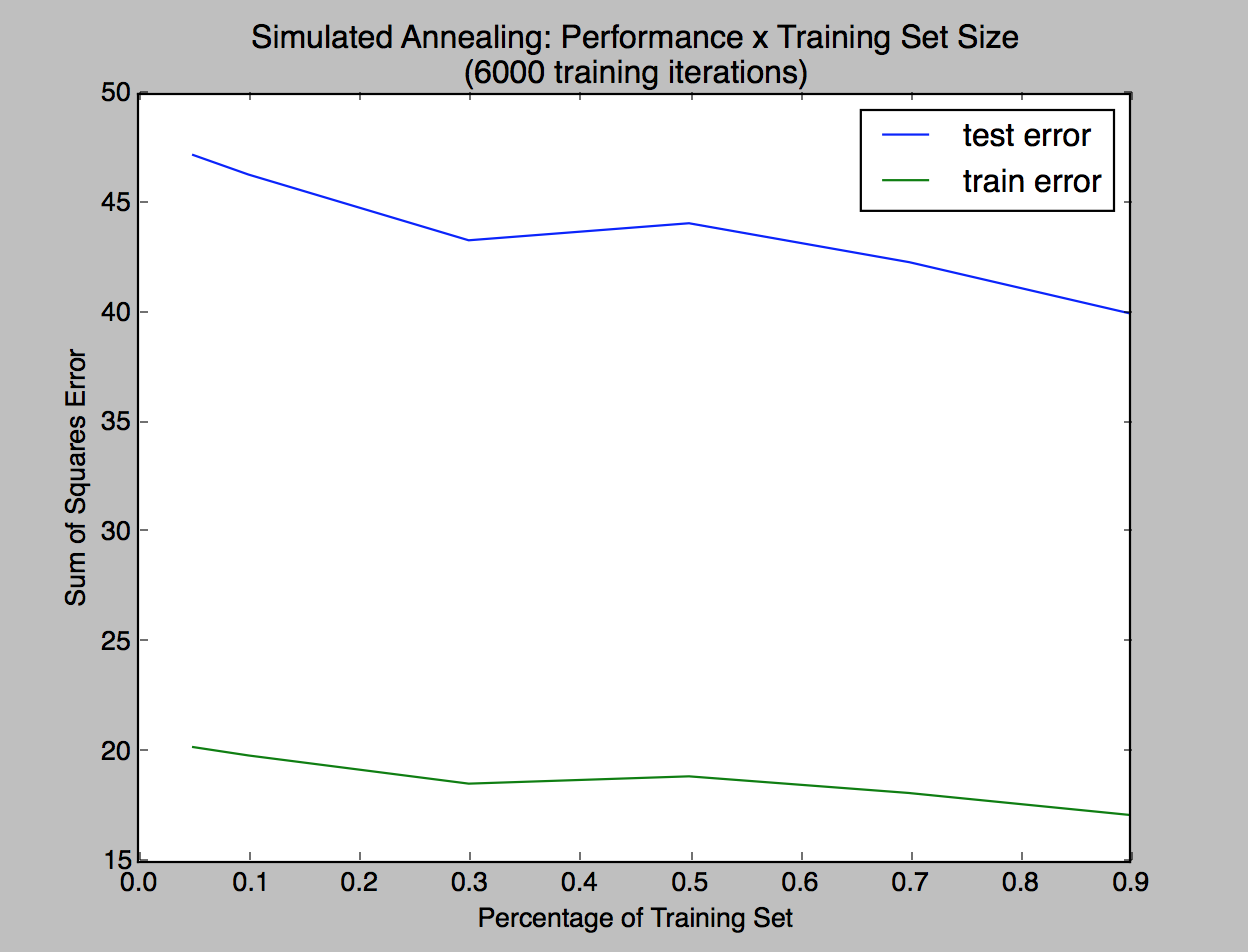 Simulated Annealing: Performance x Training Set Size
(6000 training iterations)
test error
train error
50
45
40
35
30
25
20
15
Sum of Squares Error
0.0 0.1 0.2 0.3 0.4 0.5 0.6 0.7 0.8 0.9
Percentage of Training Set